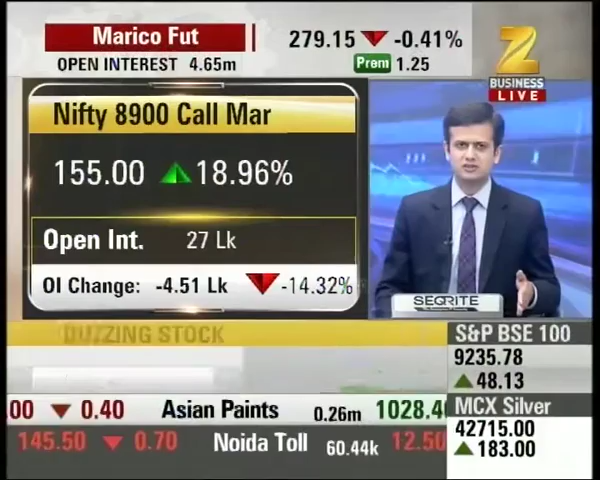 Marico Fut
279.15 -0.41%
OPEN INTEREST 4.65m
Prem 1.25
Z
BUSINESS
LIVE
Nifty 8900 Call Mar
155.00 18.96%
Open Int. 27 Lk
OI Change: -4.51 Lk -14.32%
SEQRITE
BUZZING STOCK
S&P BSE 100
9235.78
48.13
.00 0.40 Asian Paints 0.26m 1028.40
MCX Silver
42715.00
183.00
145.50 0.70 Noida Toll 60.44k 12.50